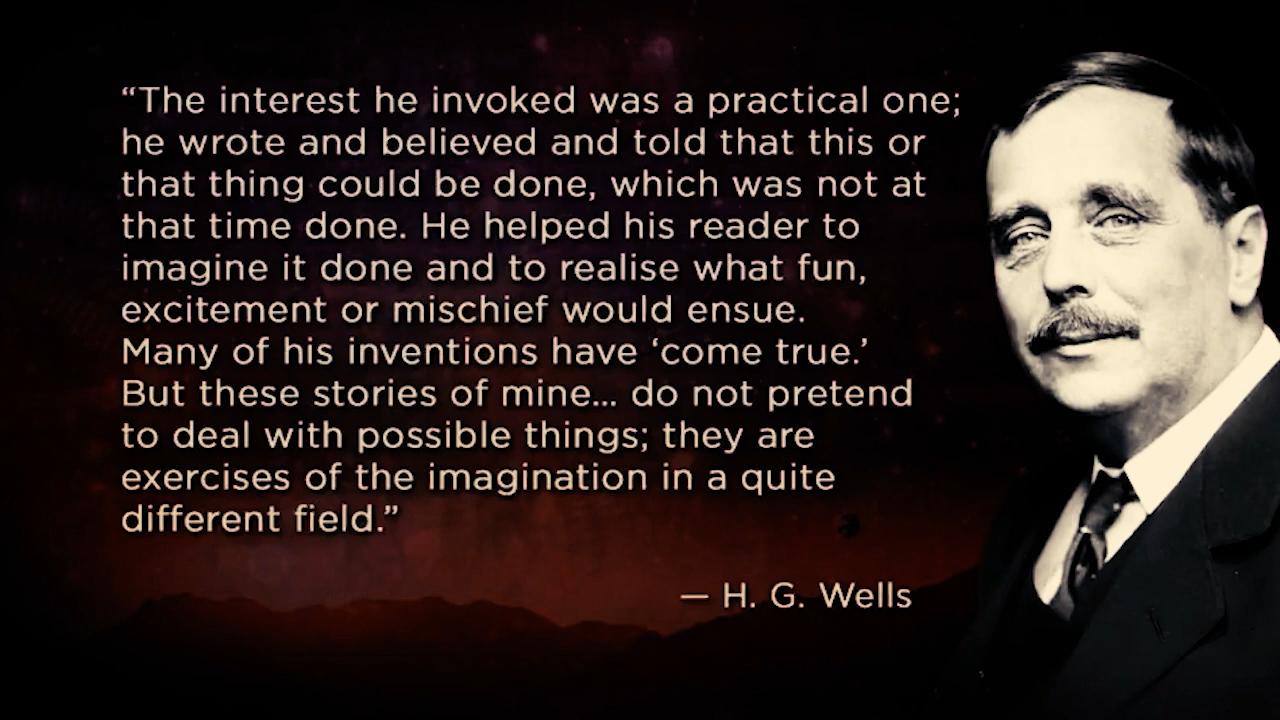 “The interest he invoked was a practical one;
he wrote and believed and told that this or
that thing could be done, which was not at
that time done. He helped his reader to
imagine it done and to realise what fun,
excitement or mischief would ensue.
Many of his inventions have ‘come true.’
But these stories of mine... do not pretend
to deal with possible things; they are
exercises of the imagination in a quite
different field.”
— H. G. Wells